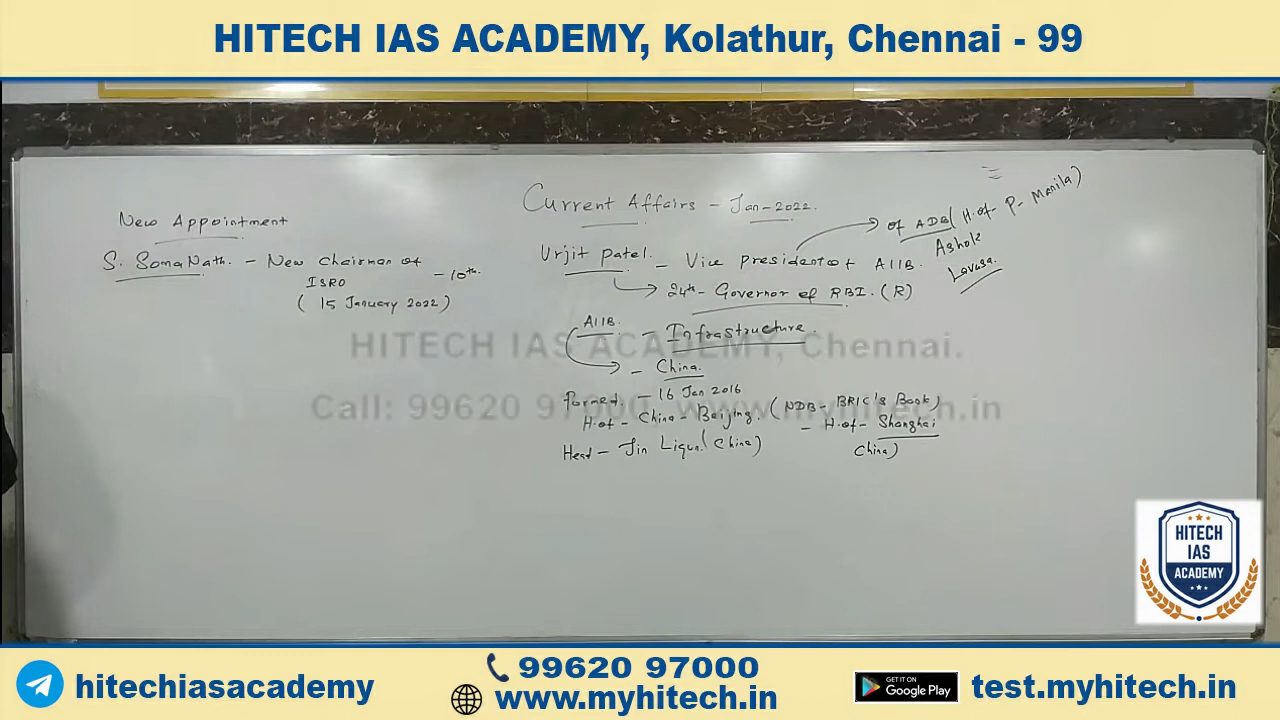 HITECH IAS ACADEMY, Kolathur, Chennai - 99
Current Affairs - Jan-2022.
New Appointment
S. SomaNath. - New Chairman of
ISRO
- 10th.
( 15 January 2022)
Urjit Patel. - Vice president of AIIB.
of ADB( H.of- P- Manila)
Ashok
Lavasa.
24th- Governor of RBI. (R)
AIIB. - Infrastructure.
- China.
HITECH IAS ACADEMY, Chennai.
Formed. - 16 Jan 2016
H.of - China - Beijing. ( NDB - BRIC's Bank)
- H.of- Shanghai
China)
Head - Jin Liqun( China)
Call: 99620 97000, www.myhitech.in
HITECH
IAS
ACADEMY
hitechiasacademy
99620 97000
www.myhitech.in
GET IT ON
Google Play
test.myhitech.in